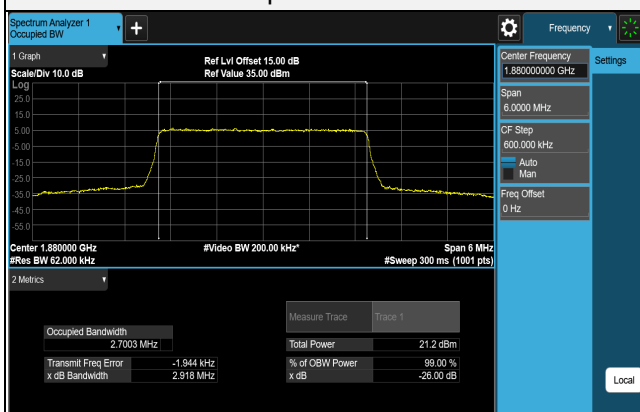 Spectrum Analyzer 1
Occupied BW
Frequency
1 Graph
Scale/Div 10.0 dB
Ref Lvl Offset 15.00 dB
Ref Value 35.00 dBm
Log
25.0
15.0
5.00
-5.00
-15.0
-25.0
-35.0
-45.0
-55.0
Center 1.880000 GHz
#Res BW 62.000 kHz
#Video BW 200.00 kHz*
Span 6 MHz
#Sweep 300 ms (1001 pts)
2 Metrics
Measure Trace Trace 1
Occupied Bandwidth
2.7003 MHz
Total Power 21.2 dBm
Transmit Freq Error -1.944 kHz
% of OBW Power 99.00 %
x dB Bandwidth 2.918 MHz
x dB -26.00 dB
Center Frequency
1.880000000 GHz
Settings
Span
6.0000 MHz
CF Step
600.000 kHz
Auto
Man
Freq Offset
0 Hz
Local